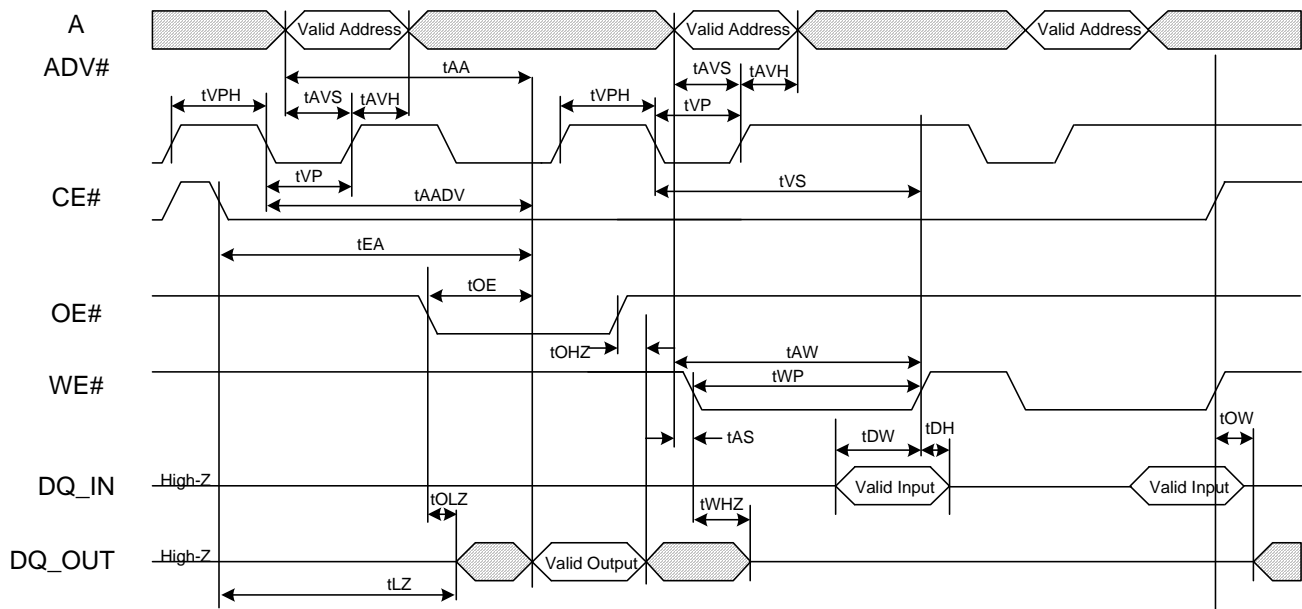 A
Valid Address
Valid Address
Valid Address
ADV#
tAA
tVPH
tAVS
tAVH
tVPH
tAVS
tAVH
tVP
tVP
tVS
CE#
tAADV
tEA
OE#
tOE
tOHZ
tAW
WE#
tWP
tAS
tDW
tDH
tOW
DQ_IN
High-Z
Valid Input
Valid Input
tOLZ
tWHZ
DQ_OUT
High-Z
Valid Output
tLZ